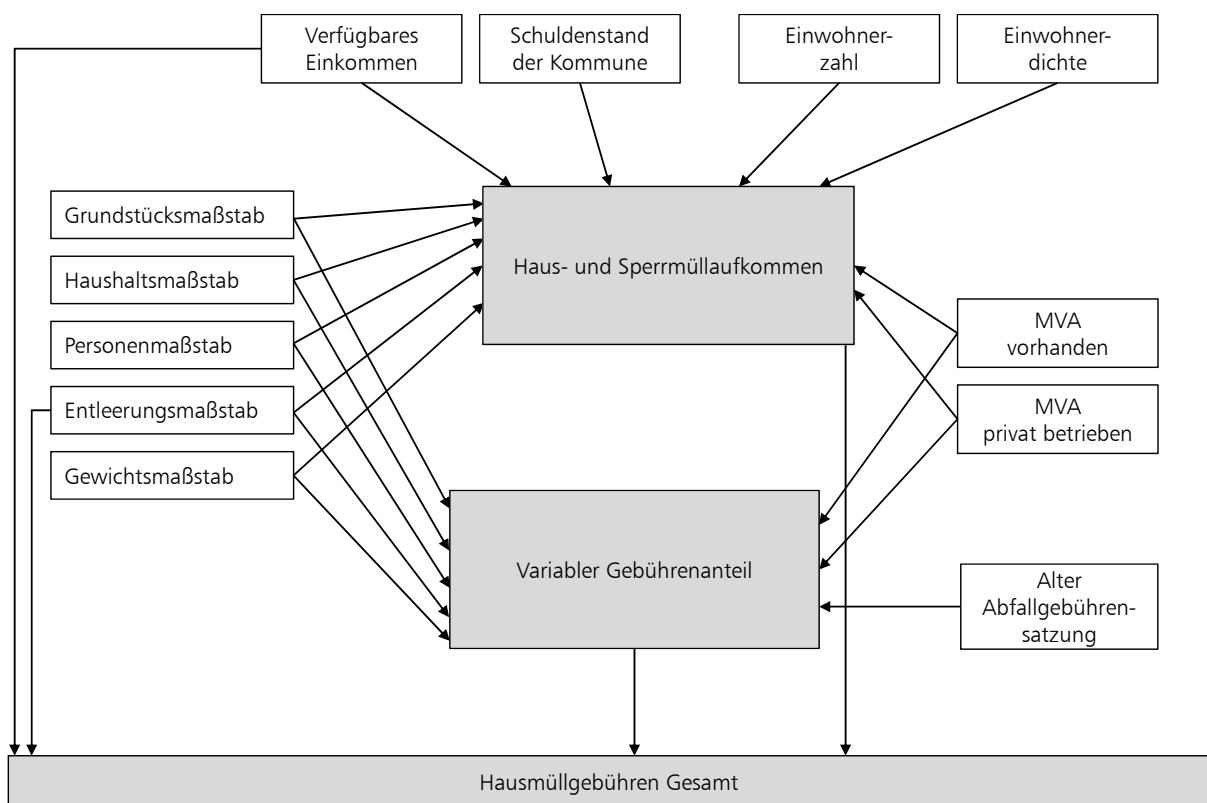 Verfügbares
Einkommen
Schuldenstand
der Kommune
Einwohner-
zahl
Einwohner-
dichte
Grundstücksmaßstab
Haushaltsmaßstab
Personenmaßstab
Entleerungsmaßstab
Gewichtsmaßstab
Haus- und Sperrmüllaufkommen
MVA
vorhanden
MVA
privat betrieben
Variabler Gebührenanteil
Alter
Abfallgebühren-
satzung
Hausmüllgebühren Gesamt